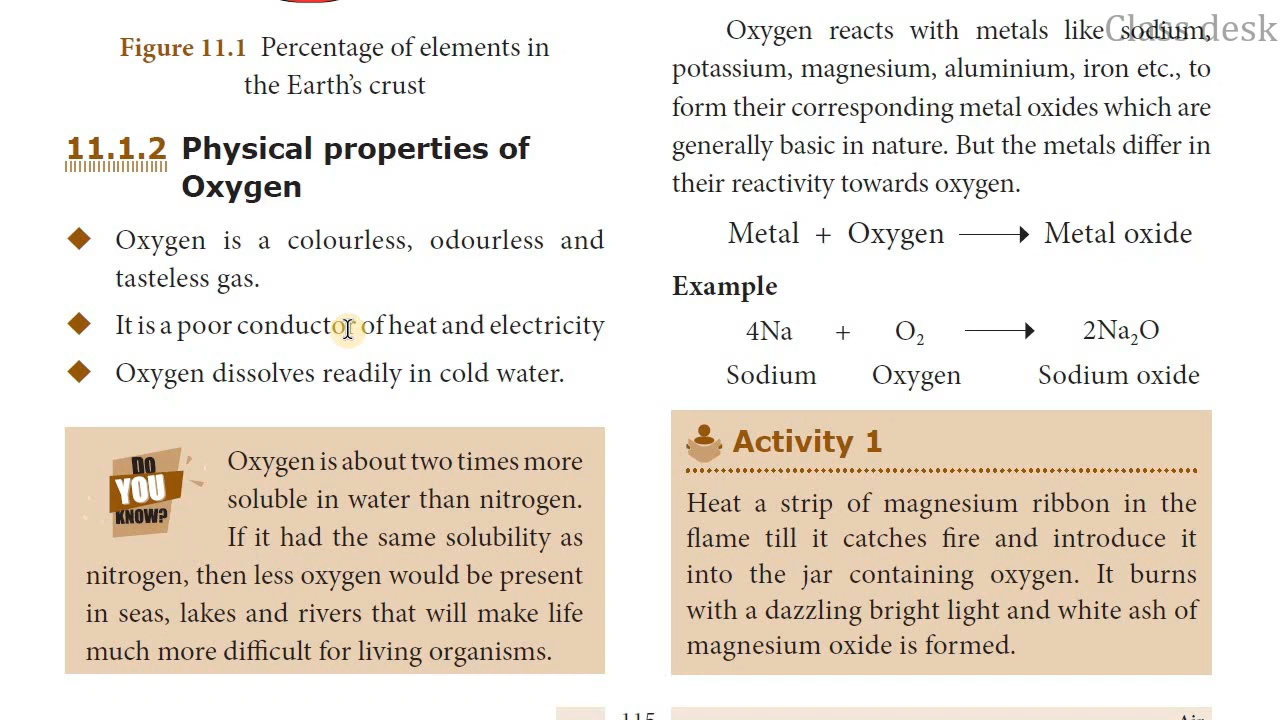 Figure 11.1 Percentage of elements in
the Earth's crust
11.1.2 Physical properties of
Oxygen
Oxygen is a colourless, odourless and
tasteless gas.
It is a poor conductor of heat and electricity
Oxygen dissolves readily in cold water.
DO
YOU
KNOW?
Oxygen is about two times more
soluble in water than nitrogen.
If it had the same solubility as
nitrogen, then less oxygen would be present
in seas, lakes and rivers that will make life
much more difficult for living organisms.
Class desk
Oxygen reacts with metals like sodium,
potassium, magnesium, aluminium, iron etc., to
form their corresponding metal oxides which are
generally basic in nature. But the metals differ in
their reactivity towards oxygen.
Metal + Oxygen ⟶ Metal oxide
Example
4Na + O₂ ⟶ 2Na₂O
Sodium Oxygen Sodium oxide
Activity 1
Heat a strip of magnesium ribbon in the
flame till it catches fire and introduce it
into the jar containing oxygen. It burns
with a dazzling bright light and white ash of
magnesium oxide is formed.
115
Air